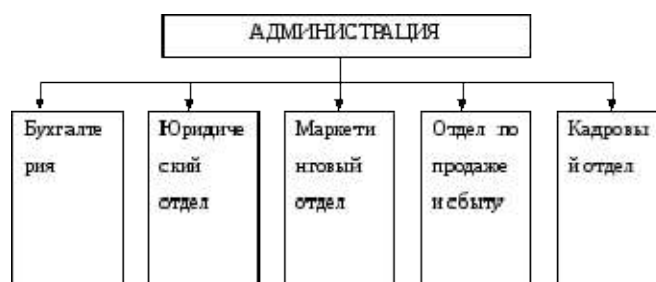 АДМИНИСТРАЦИЯ
Бухгалте
рия
Юридиче
ский
отдел
Маркети
нговый
отдел
Отдел по
продаже
и сбыту
Кадровы
й отдел